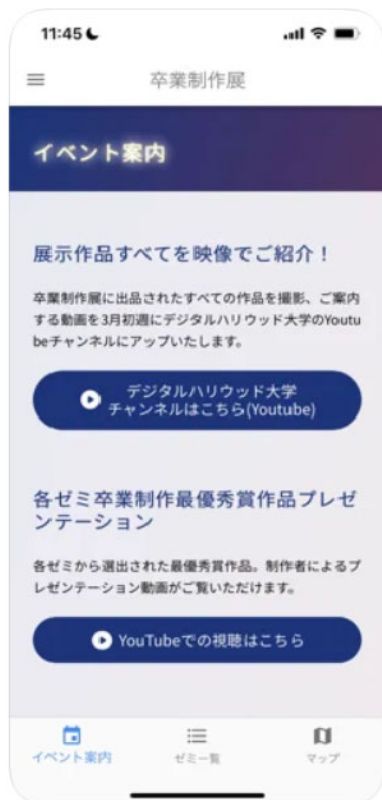 11:45
卒業制作展
イベント案内
展示作品すべてを映像でご紹介！
卒業制作展に出品されたすべての作品を撮影、ご案内
する動画を3月初週にデジタルハリウッド大学のYoutu
beチャンネルにアップいたします。
デジタルハリウッド大学
チャンネルはこちら(Youtube)
各ゼミ卒業制作最優秀賞作品プレゼ
ンテーション
各ゼミから選出された最優秀賞作品。制作者によるプ
レゼンテーション動画がご覧いただけます。
YouTubeでの視聴はこちら
イベント案内
ゼミ一覧
マップ